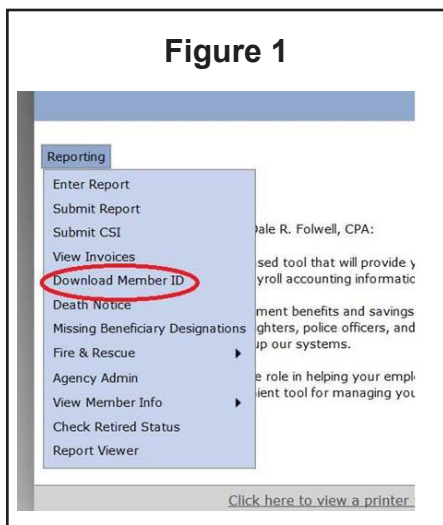 Figure 1
Reporting
Enter Report
Submit Report
Submit CSI
Dale R. Folwell, CPA:
View Invoices
sed tool that will provide y
Download Member ID
yroll accounting informatic
Death Notice
ment benefits and savings
Missing Beneficiary Designations
ghters, police officers, and
Fire & Rescue
up our systems.
Agency Admin
e role in helping your empl
View Member Info
ient tool for managing you
Check Retired Status
Report Viewer
Click here to view a printer